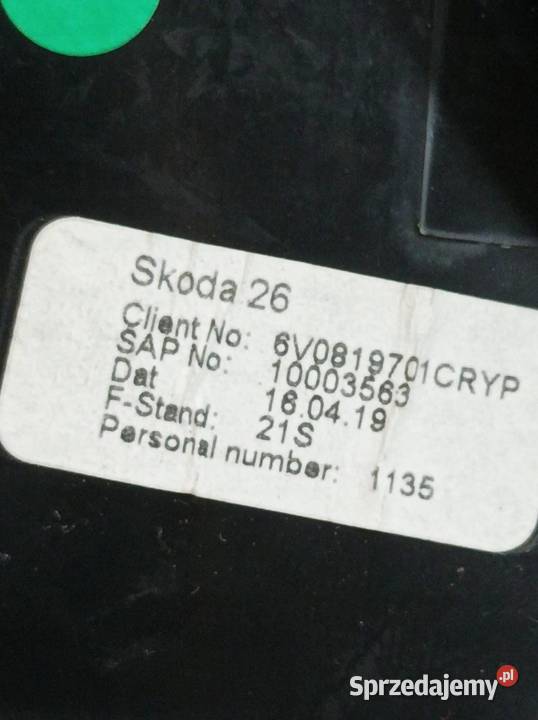 Skoda 26
Client No: 6V0819701CRYP
SAP No: 10003563
Dat 16.04.19
F-Stand: 21S
Personal number: 1135
Sprzedajemy.pl